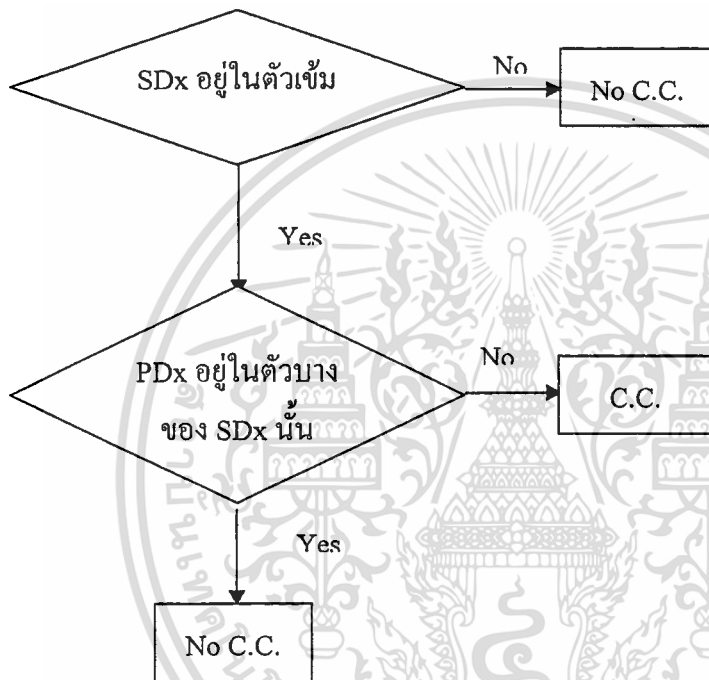 SDx อยู่ในตัวเข้ม
No
No C.C.
Yes
PDx อยู่ในตัวบาง
ของ SDx นั้น
No
C.C.
Yes
No C.C.